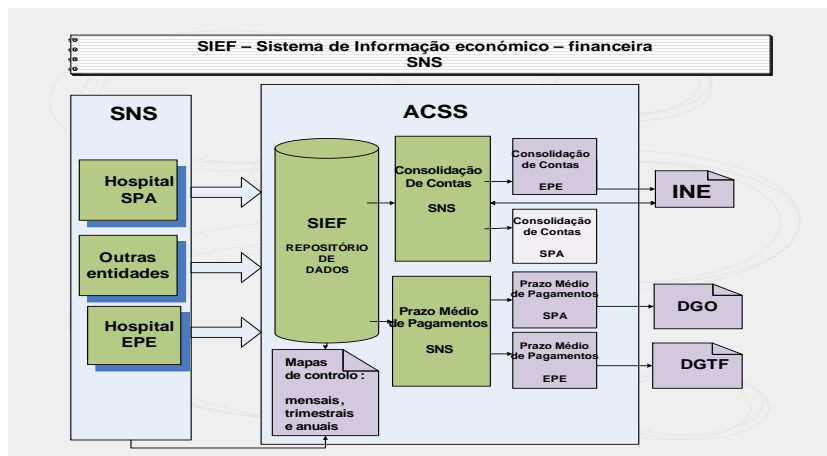 SIEF – Sistema de Informação económico – financeira
SNS
SNS
Hospital
SPA
Outras
entidades
Hospital
EPE
ACSS
SIEF
REPOSITÓRIO
DE
DADOS
Mapas
de controlo :
mensais ,
trimestrais
e anuais
Consolidação
De Contas
SNS
Prazo Médio
de Pagamentos
SNS
Consolidação
de Contas
EPE
Consolidação
de Contas
SPA
Prazo Médio
de Pagamentos
SPA
Prazo Médio
de Pagamentos
EPE
INE
DGO
DGTF